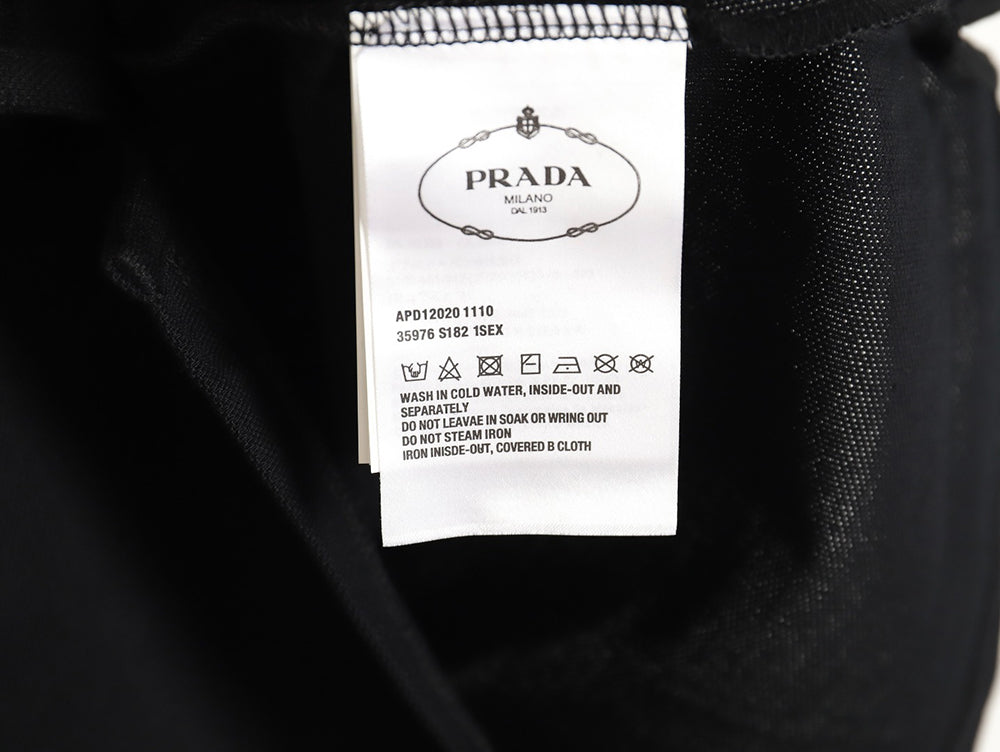 PRADA
MILANO
DAL 1913
APD12020 1110
35976 S182 1SEX
WASH IN COLD WATER, INSIDE-OUT AND
SEPARATELY
DO NOT LEAVAE IN SOAK OR WRING OUT
DO NOT STEAM IRON
IRON INISDE-OUT, COVERED B CLOTH